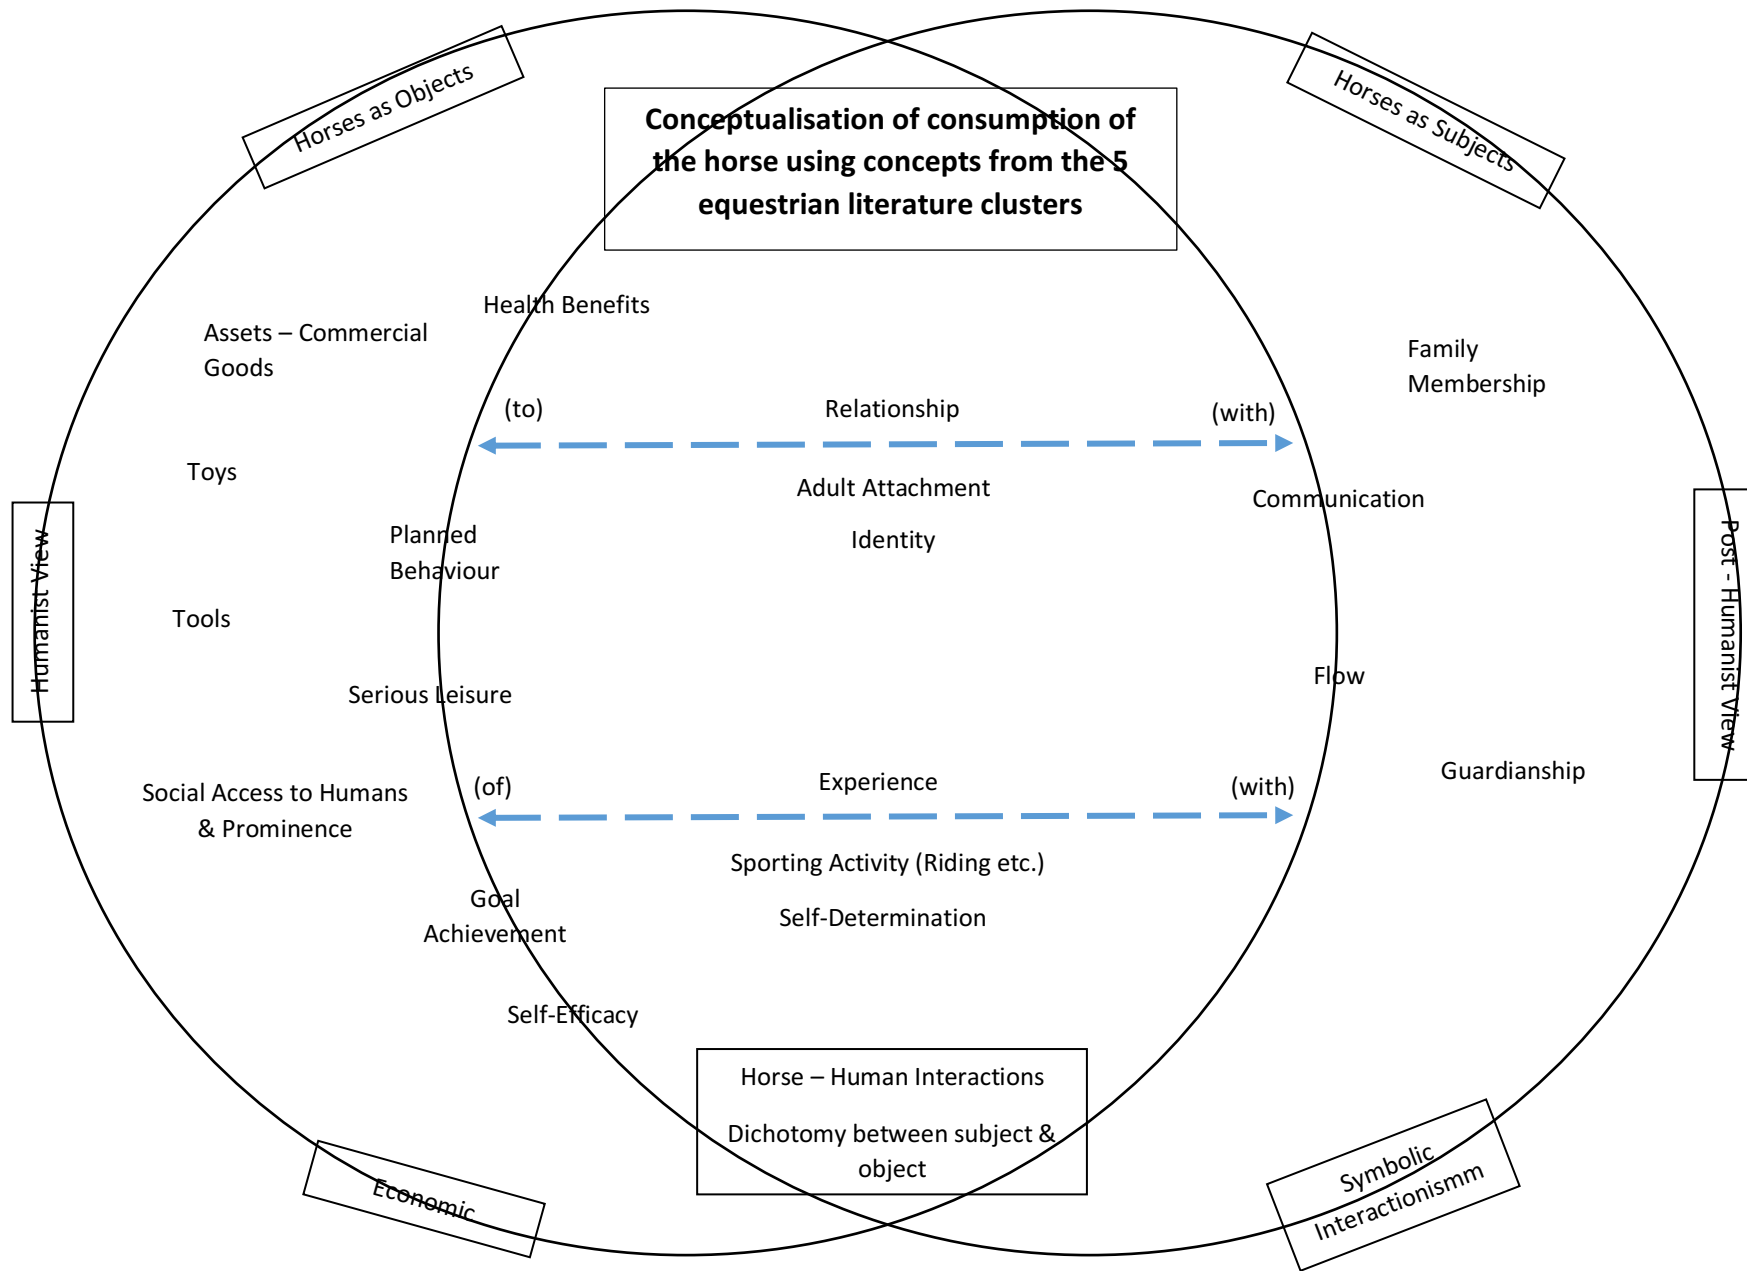 Horses as Objects
Horses as Subjects
Conceptualisation of consumption of
the horse using concepts from the 5
equestrian literature clusters
Health Benefits
Assets – Commercial
Goods
Family
Membership
(to)
Relationship
(with)
Toys
Adult Attachment
Communication
Planned
Behaviour
Identity
Humanist View
Post - Humanist View
Tools
Flow
Serious Leisure
Guardianship
Social Access to Humans
& Prominence
(of)
Experience
(with)
Sporting Activity (Riding etc.)
Goal
Achievement
Self-Determination
Self-Efficacy
Horse – Human Interactions
Dichotomy between subject &
object
Economic
Symbolic
Interactionismm